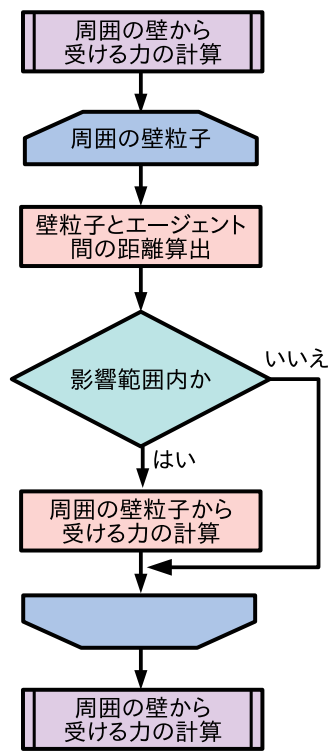 周囲の壁から
受ける力の計算
周囲の壁粒子
壁粒子とエージェント
間の距離算出
影響範囲内か
いいえ
はい
周囲の壁粒子から
受ける力の計算
周囲の壁から
受ける力の計算